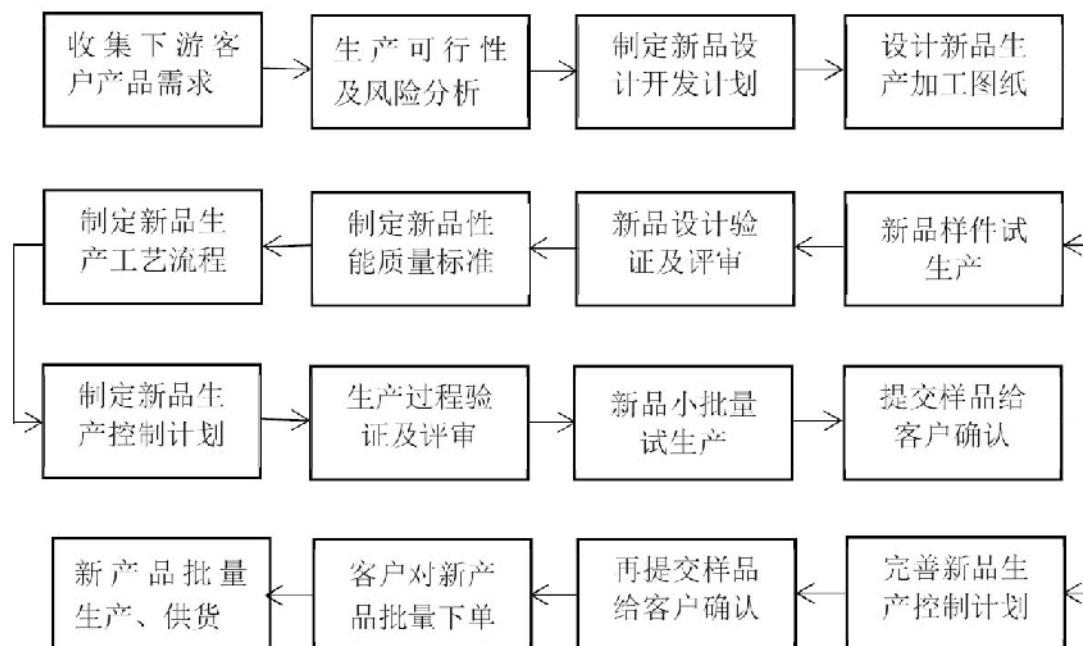 收集下游客
户产品需求
生产可行性
及风险分析
制定新品设
计开发计划
设计新品生
产加工图纸
新品样件试
生产
新品设计验
证及评审
制定新品性
能质量标准
制定新品生
产工艺流程
制定新品生
产控制计划
生产过程验
证及评审
新品小批量
试生产
提交样品给
客户确认
完善新品生
产控制计划
再提交样品
给客户确认
客户对新产
品批量下单
新产品批量
生产、供货